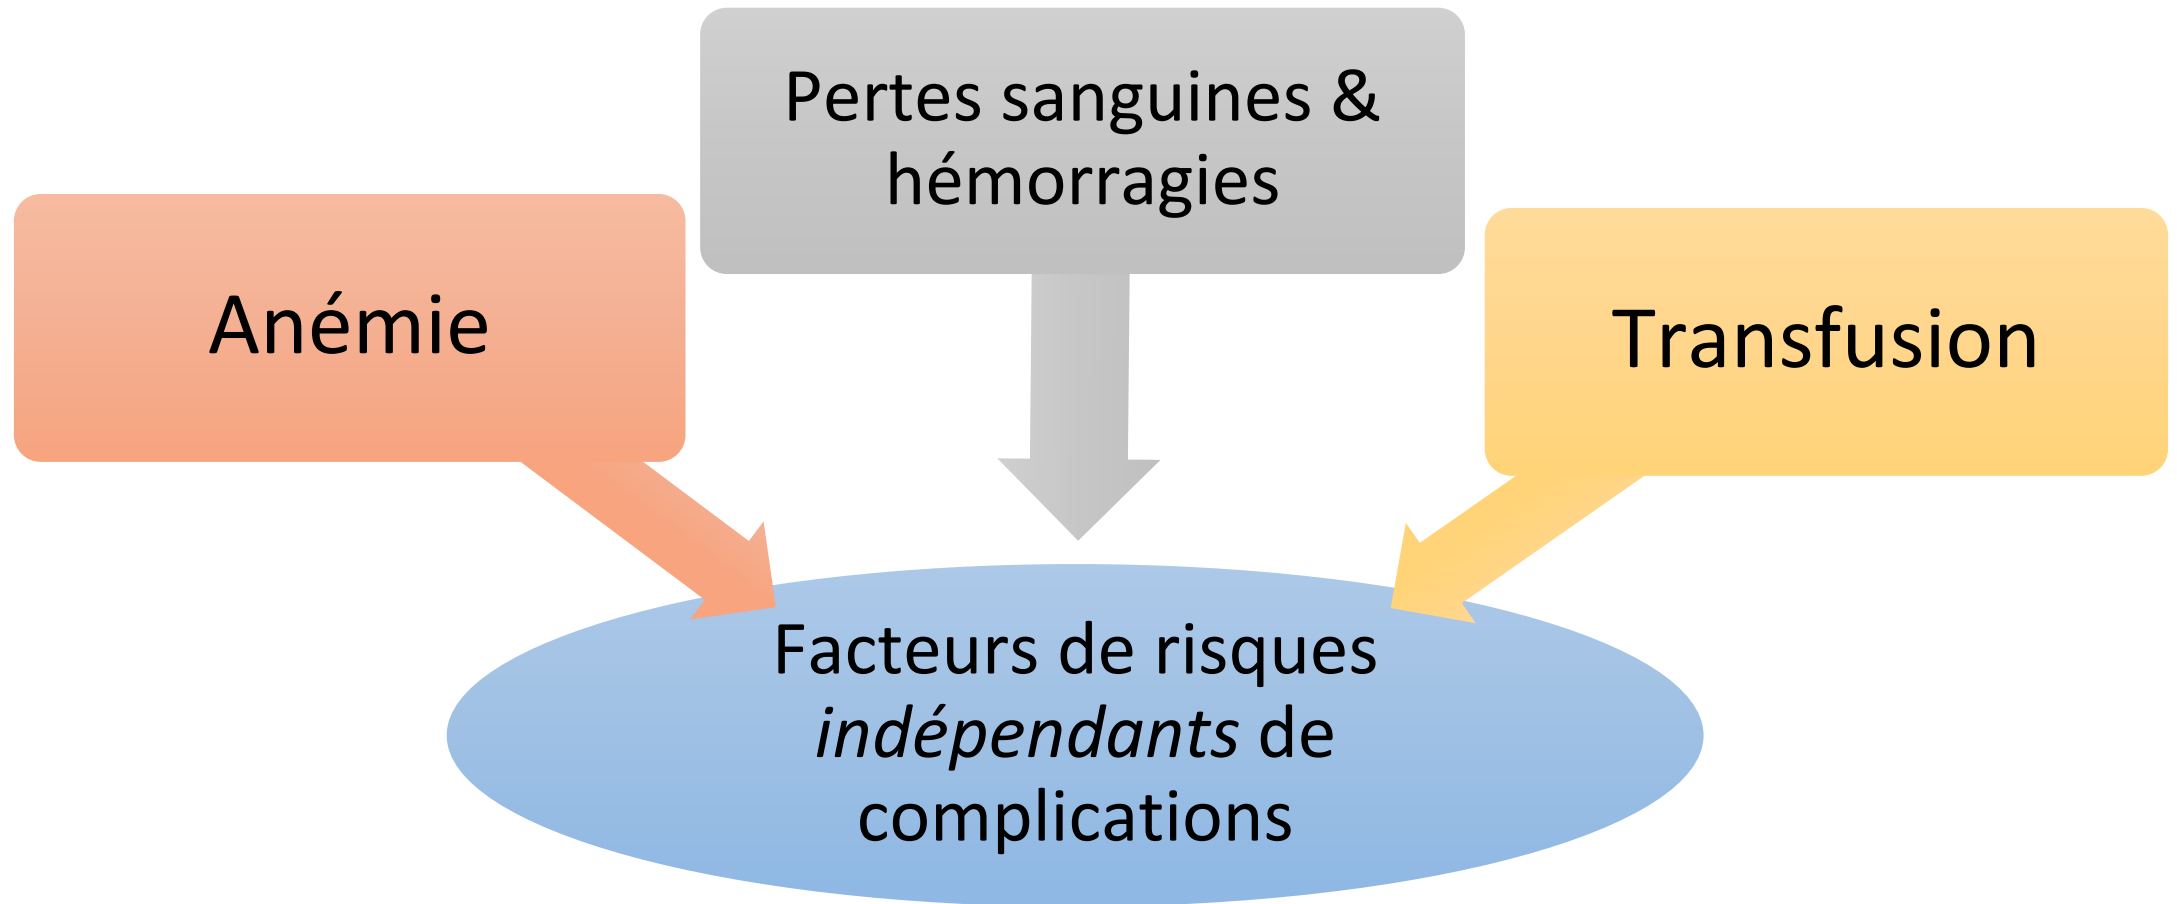 Pertes sanguines &
hémorragies
Anémie
Transfusion
Facteurs de risques
indépendants de
complications